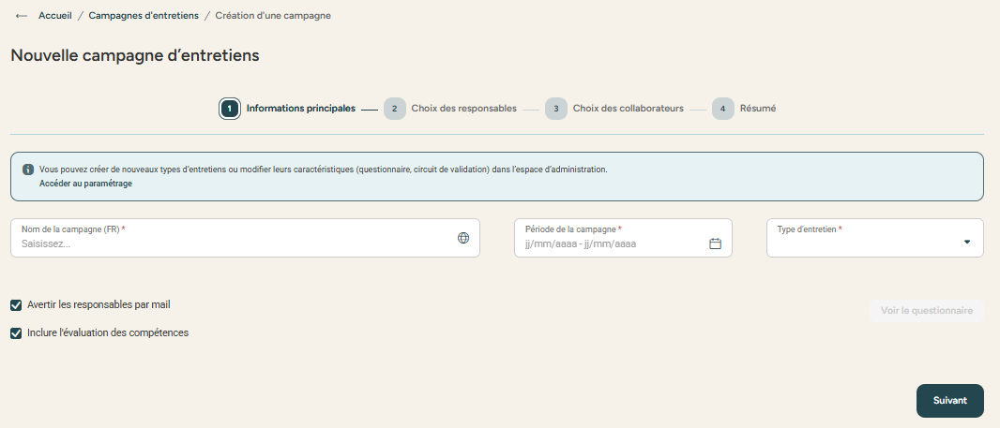 ← Accueil / Campagnes d'entretiens / Création d'une campagne
Nouvelle campagne d’entretiens
1 Informations principales 2 Choix des responsables 3 Choix des collaborateurs 4 Résumé
Vous pouvez créer de nouveaux types d’entretiens ou modifier leurs caractéristiques (questionnaire, circuit de validation) dans l’espace d’administration.
Accéder au paramétrage
Nom de la campagne (FR) * Période de la campagne * Type d'entretien *
Saisissez... jj/mm/aaaa - jj/mm/aaaa
Avertir les responsables par mail
Voir le questionnaire
Inclure l'évaluation des compétences
Suivant